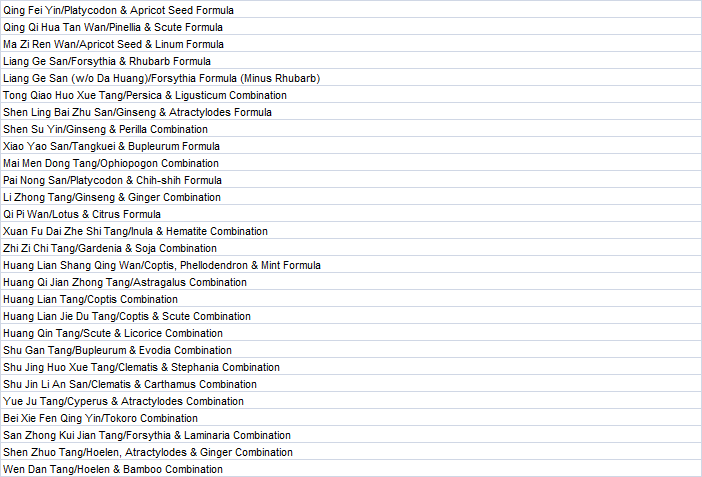 Qing Fei Yin/Platycodon & Apricot Seed Formula
Qing Qi Hua Tan Wan/Pinellia & Scute Formula
Ma Zi Ren Wan/Apricot Seed & Linum Formula
Liang Ge San/Forsythia & Rhubarb Formula
Liang Ge San (w/o Da Huang)/Forsythia Formula (Minus Rhubarb)
Tong Qiao Huo Xue Tang/Persica & Ligusticum Combination
Shen Ling Bai Zhu San/Ginseng & Atractylodes Formula
Shen Su Yin/Ginseng & Perilla Combination
Xiao Yao San/Tangkuei & Bupleurum Formula
Mai Men Dong Tang/Ophiopogon Combination
Pai Nong San/Platycodon & Chih-shih Formula
Li Zhong Tang/Ginseng & Ginger Combination
Qi Pi Wan/Lotus & Citrus Formula
Xuan Fu Dai Zhe Shi Tang/Inula & Hematite Combination
Zhi Zi Chi Tang/Gardenia & Soja Combination
Huang Lian Shang Qing Wan/Coptis, Phellodendron & Mint Formula
Huang Qi Jian Zhong Tang/Astragalus Combination
Huang Lian Tang/Coptis Combination
Huang Lian Jie Du Tang/Coptis & Scute Combination
Huang Qin Tang/Scute & Licorice Combination
Shu Gan Tang/Bupleurum & Evodia Combination
Shu Jing Huo Xue Tang/Clematis & Stephania Combination
Shu Jin Li An San/Clematis & Carthamus Combination
Yue Ju Tang/Cyperus & Atractylodes Combination
Bei Xie Fen Qing Yin/Tokoro Combination
San Zhong Kui Jian Tang/Forsythia & Laminaria Combination
Shen Zhuo Tang/Hoelen, Atractylodes & Ginger Combination
Wen Dan Tang/Hoelen & Bamboo Combination